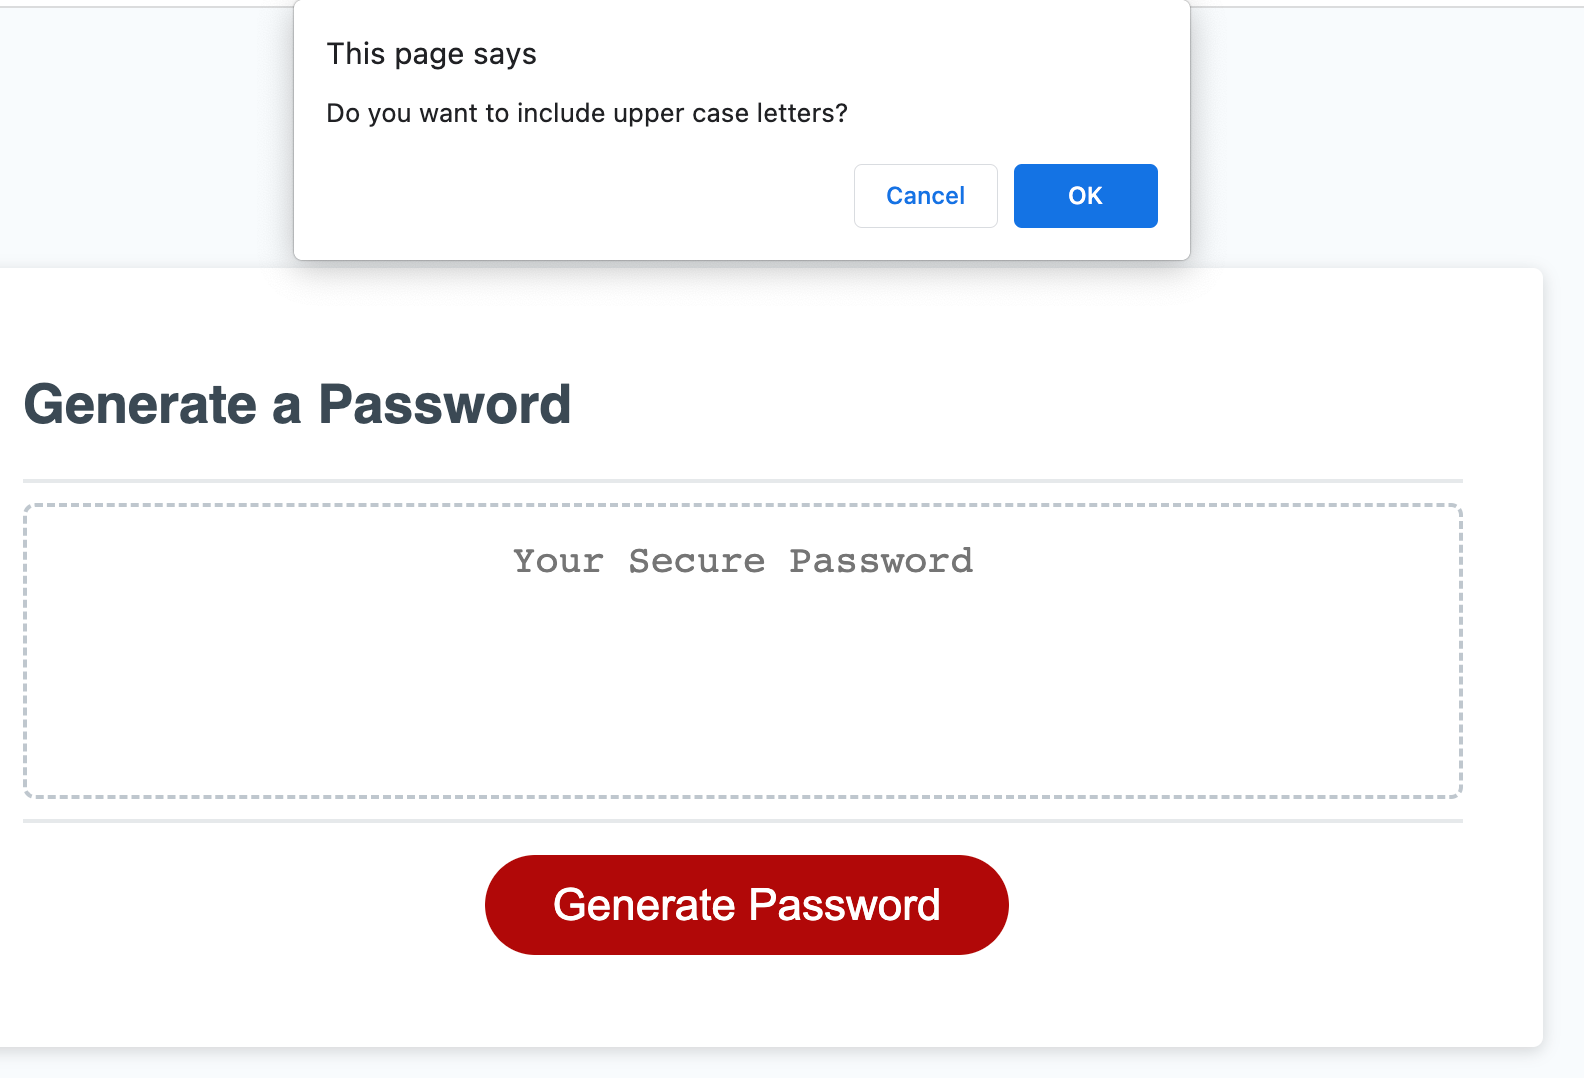 This page says
Do you want to include upper case letters?
Cancel
OK
Generate a Password
Your Secure Password
Generate Password